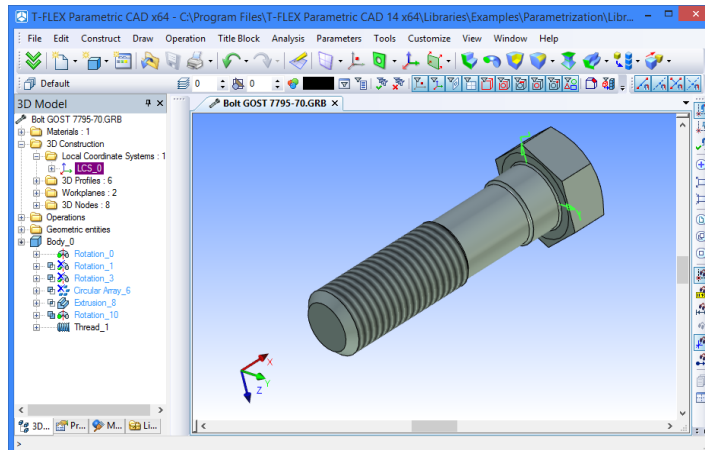 T-FLEX Parametric CAD x64 - C:\Program Files\T-FLEX Parametric CAD 14 x64\Libraries\Examples\Parametrization\Libr...
File Edit Construct Draw Operation Title Block Analysis Parameters Tools Customize View Window Help
Default 0 0
3D Model
Bolt GOST 7795-70.GRB
Bolt GOST 7795-70.GRB
Materials : 1
3D Construction
Local Coordinate Systems : 1
LCS_0
3D Profiles : 6
Workplanes : 2
3D Nodes : 8
Operations
Geometric entities
Body_0
Rotation_0
Rotation_1
Rotation_3
Circular Array_6
Extrusion_8
Rotation_10
Thread_1
X
Y
Z
3D... Pr... M... Li...
>